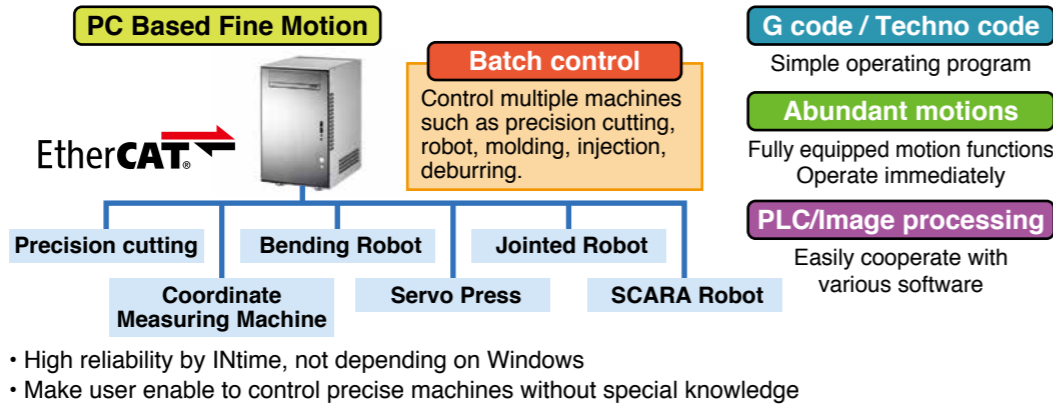 PC Based Fine Motion
EtherCAT®
Batch control
Control multiple machines
such as precision cutting,
robot, molding, injection,
deburring.
G code / Techno code
Simple operating program
Abundant motions
Fully equipped motion functions
Operate immediately
PLC/Image processing
Easily cooperate with
various software
Precision cutting
Bending Robot
Jointed Robot
Coordinate
Measuring Machine
Servo Press
SCARA Robot
• High reliability by INtime, not depending on Windows
• Make user enable to control precise machines without special knowledge